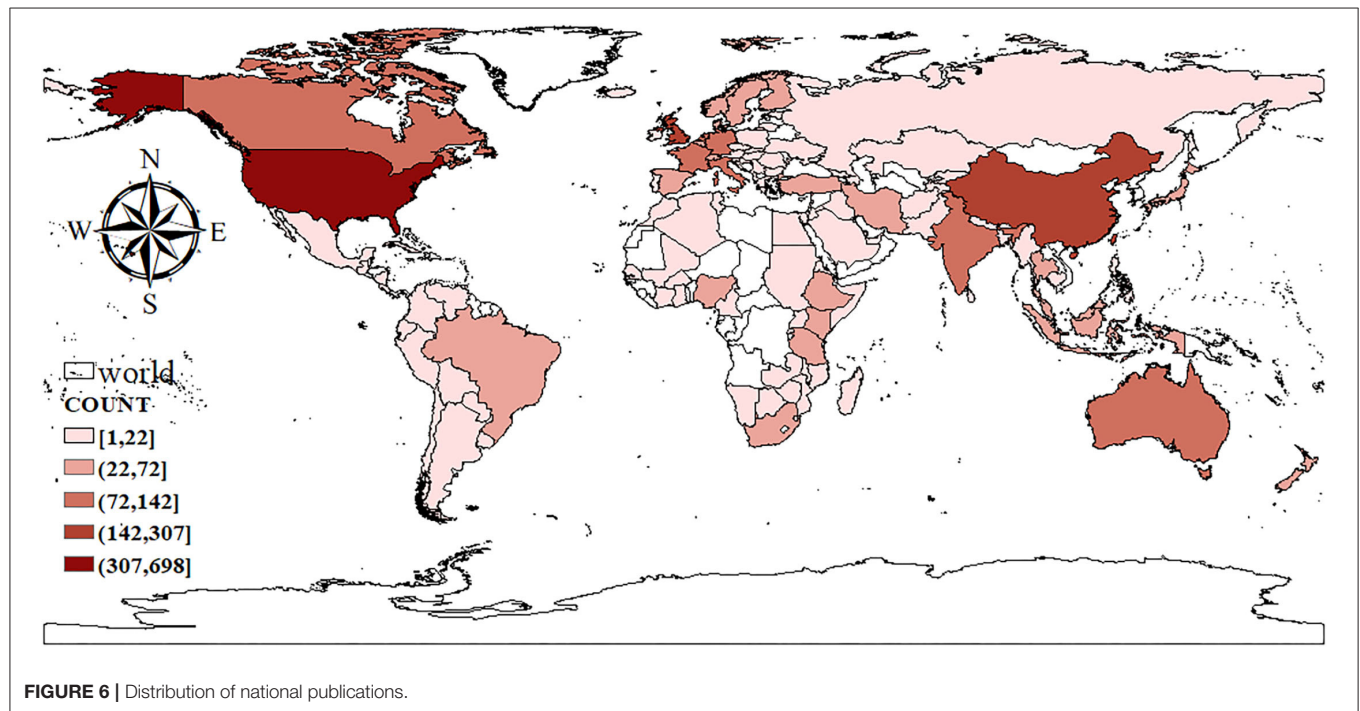 N
W
E
S
world
COUNT
[1,22]
(22,72]
(72,142]
(142,307]
(307,698]
FIGURE 6 | Distribution of national publications.